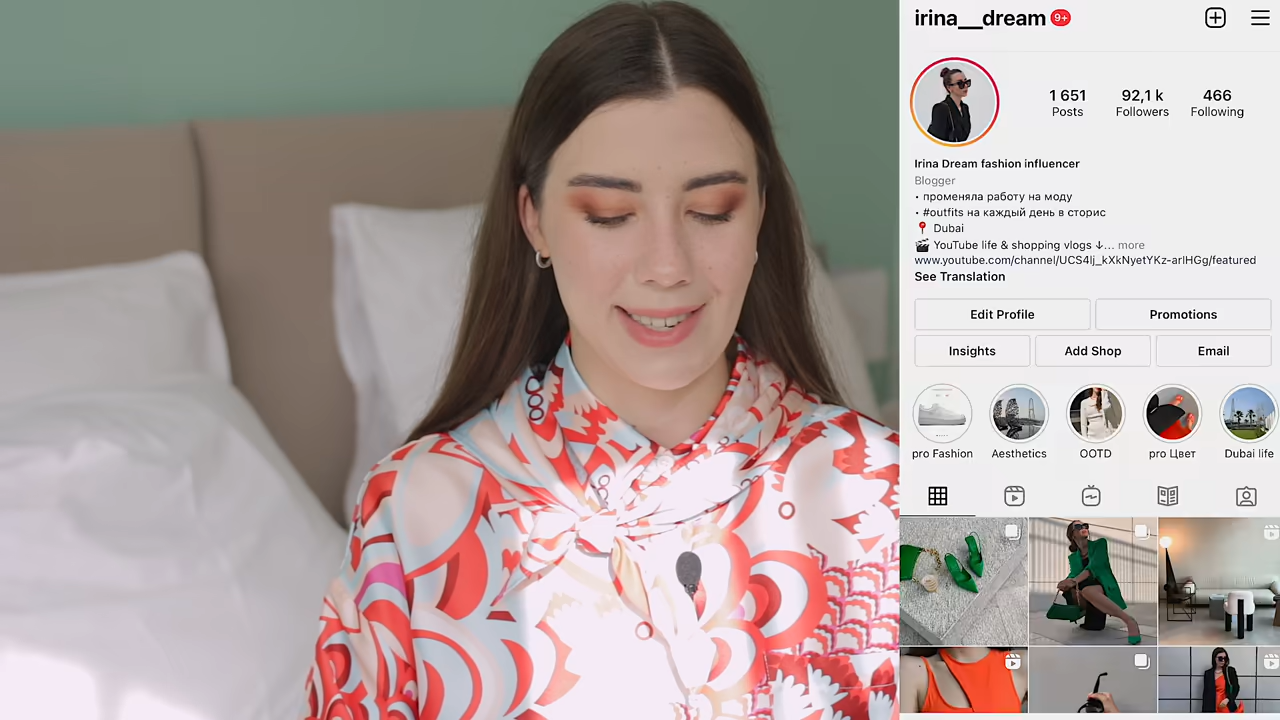 irina__dream 9+
1 651 92,1 k 466
Posts Followers Following
Irina Dream fashion influencer
Blogger
• променяла работу на моду
• #outfits на каждый день в сторис
Dubai
YouTube life & shopping vlogs ↓... more
www.youtube.com/channel/UCS4lj_kXkNyetYKz-arlHGg/featured
See Translation
Edit Profile Promotions
Insights Add Shop Email
pro Fashion Aesthetics OOTD pro Цвет Dubai life